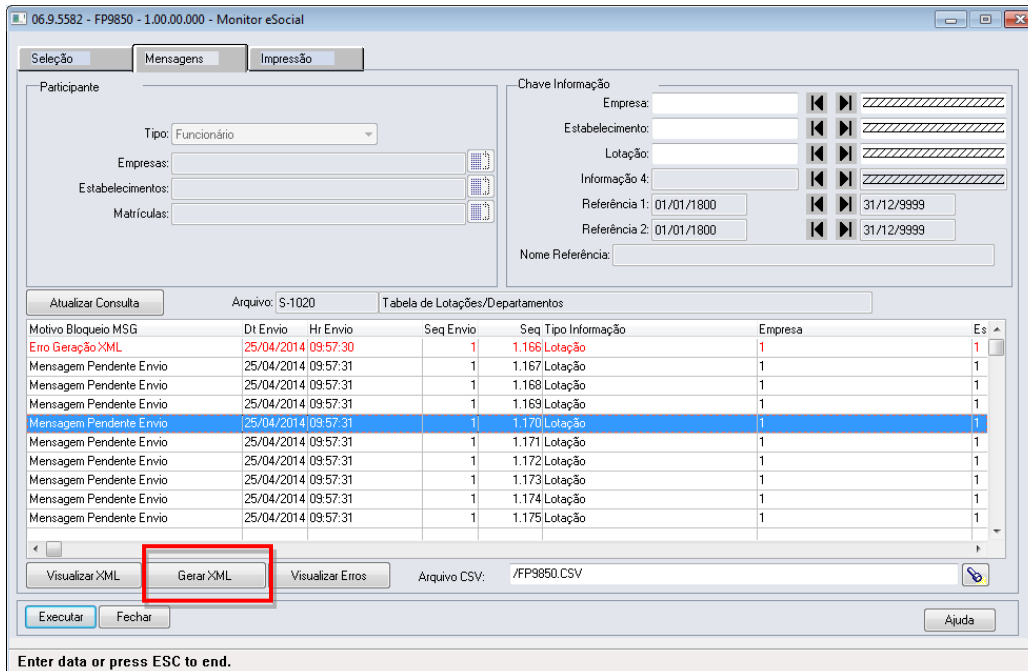 06.9.5582 - FP9850 - 1.00.00.000 - Monitor eSocial
Seleção Mensagens Impressão
Participante
Tipo: Funcionário
Empresas:
Estabelecimentos:
Matrículas:
Chave Informação
Empresa:
Estabelecimento:
Lotação:
Informação 4:
Referência 1: 01/01/1800 31/12/9999
Referência 2: 01/01/1800 31/12/9999
Nome Referência:
Atualizar Consulta Arquivo: S-1020 Tabela de Lotações/Departamentos
Motivo Bloqueio MSG Dt Envio Hr Envio Seq Envio Seq Tipo Informação Empresa Es
Erro Geração XML 25/04/2014 09:57:30 1 1.166 Lotação 1 1
Mensagem Pendente Envio 25/04/2014 09:57:31 1 1.167 Lotação 1 1
Mensagem Pendente Envio 25/04/2014 09:57:31 1 1.168 Lotação 1 1
Mensagem Pendente Envio 25/04/2014 09:57:31 1 1.169 Lotação 1 1
Mensagem Pendente Envio 25/04/2014 09:57:31 1 1.170 Lotação 1 1
Mensagem Pendente Envio 25/04/2014 09:57:31 1 1.171 Lotação 1 1
Mensagem Pendente Envio 25/04/2014 09:57:31 1 1.172 Lotação 1 1
Mensagem Pendente Envio 25/04/2014 09:57:31 1 1.173 Lotação 1 1
Mensagem Pendente Envio 25/04/2014 09:57:31 1 1.174 Lotação 1 1
Mensagem Pendente Envio 25/04/2014 09:57:31 1 1.175 Lotação 1 1
Visualizar XML Gerar XML Visualizar Erros Arquivo CSV: /FP9850.CSV
Executar Fechar Ajuda
Enter data or press ESC to end.